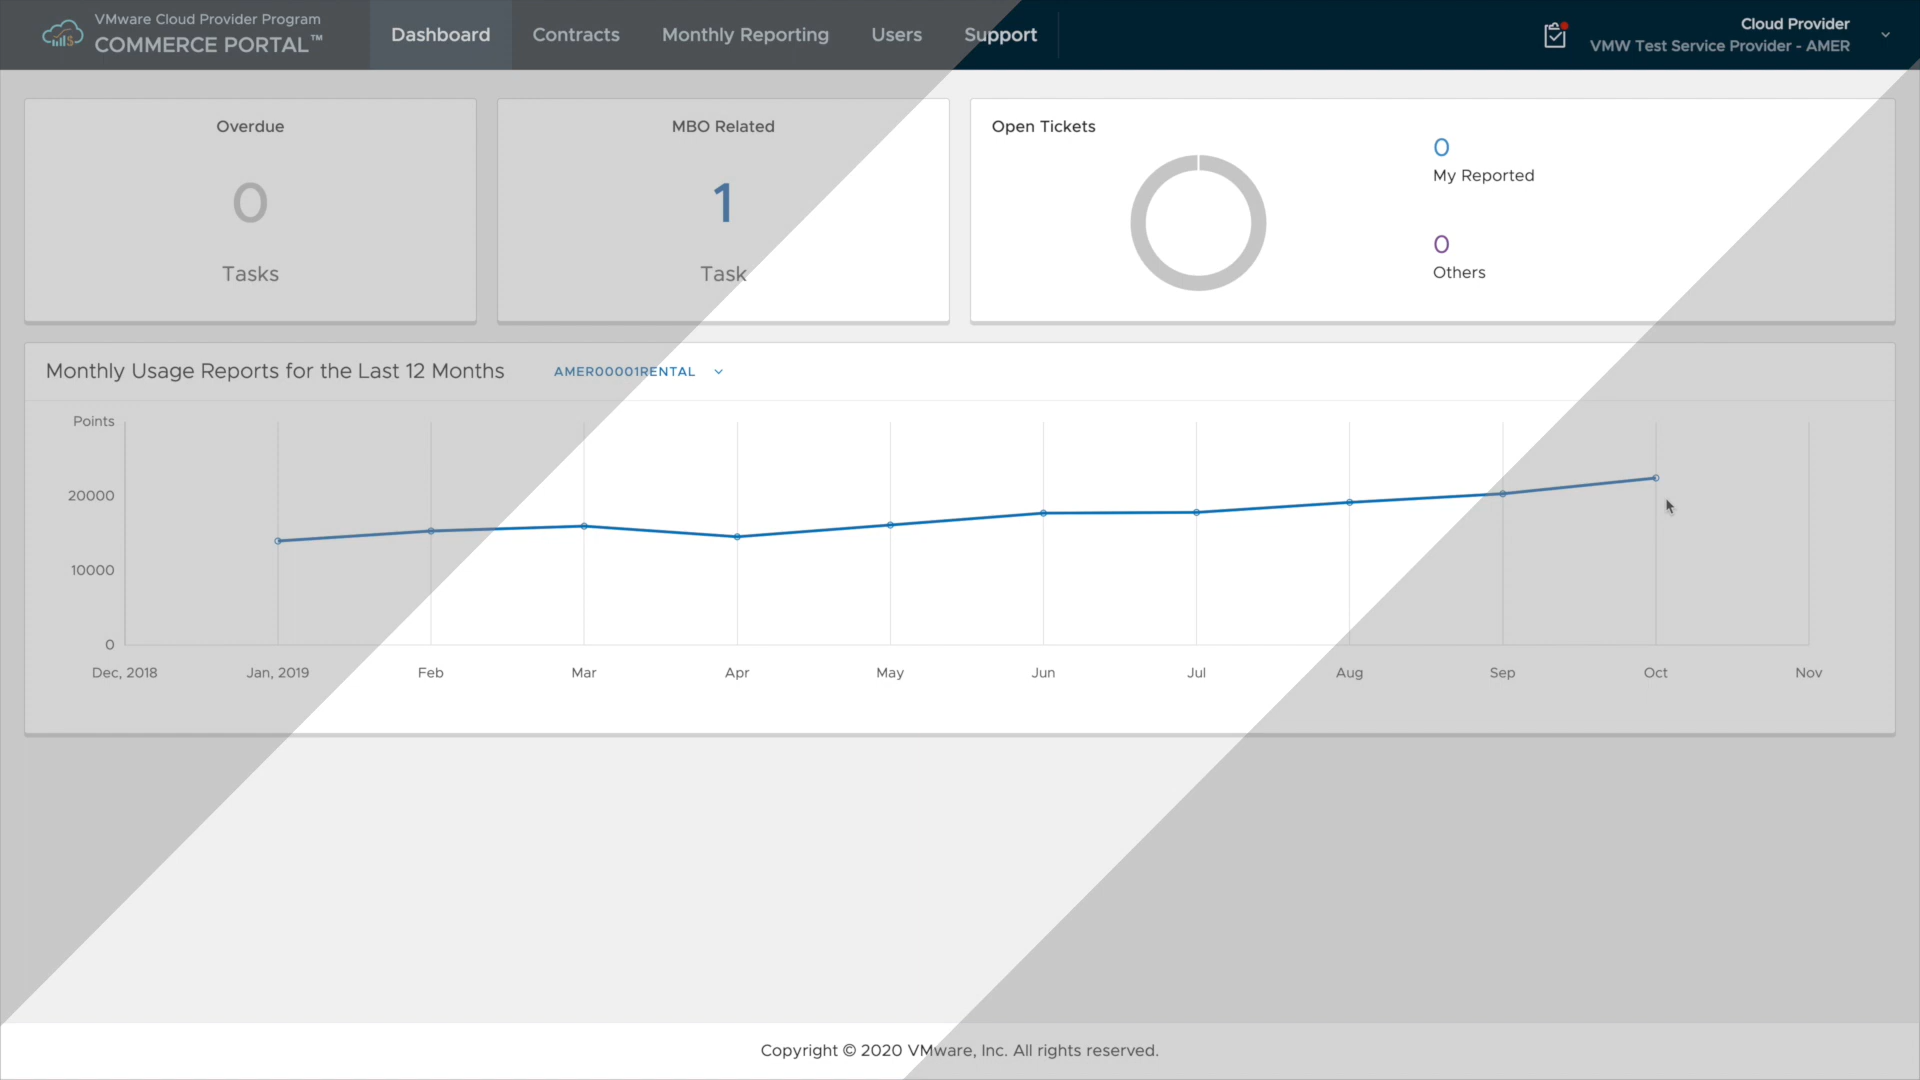 VMware Cloud Provider Program
COMMERCE PORTAL™
Dashboard
Contracts
Monthly Reporting
Users
Support
Cloud Provider
VMW Test Service Provider - AMER
Overdue
0
Tasks
MBO Related
1
Task
Open Tickets
0
My Reported
0
Others
Monthly Usage Reports for the Last 12 Months
AMER00001RENTAL
Points
20000
10000
0
Dec, 2018
Jan, 2019
Feb
Mar
Apr
May
Jun
Jul
Aug
Sep
Oct
Nov
Copyright © 2020 VMware, Inc. All rights reserved.